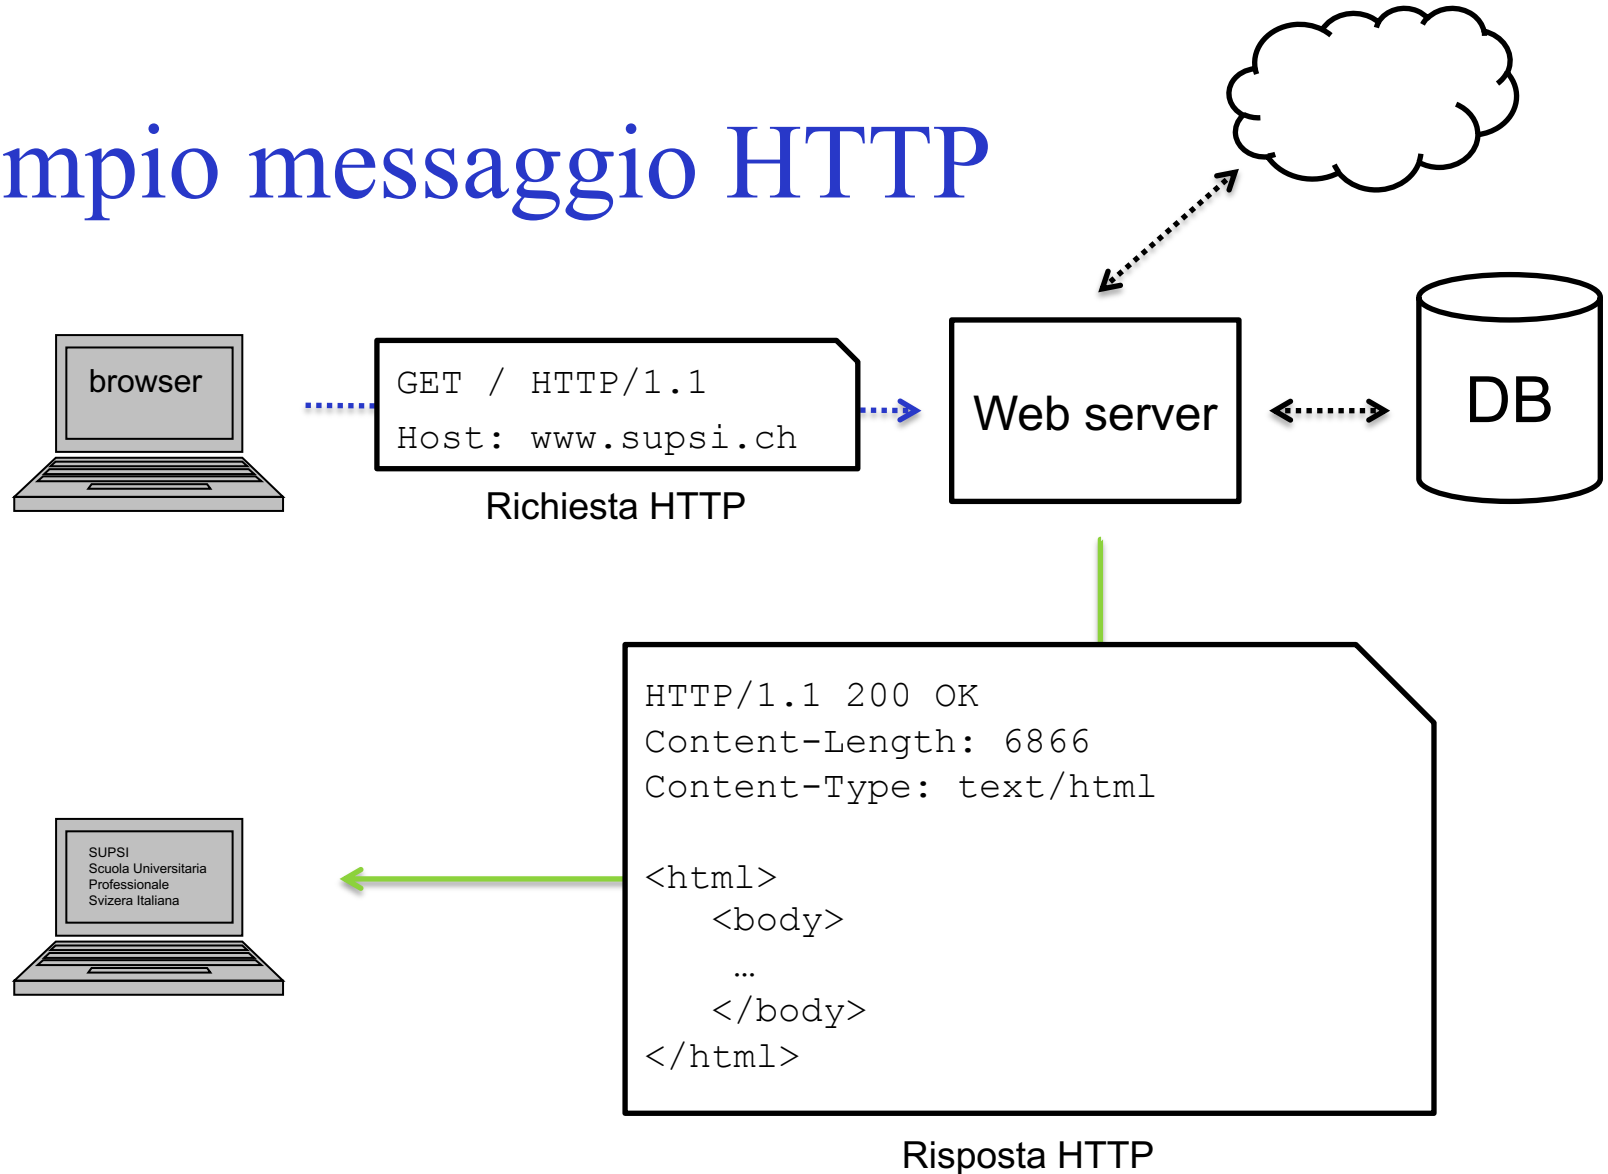 mpio messaggio HTTP
browser
GET / HTTP/1.1
Host: www.supsi.ch
Richiesta HTTP
Web server
DB
HTTP/1.1 200 OK
Content-Length: 6866
Content-Type: text/html
<html>
<body>
…
</body>
</html>
Risposta HTTP
SUPSI
Scuola Universitaria
Professionale
Svizera Italiana